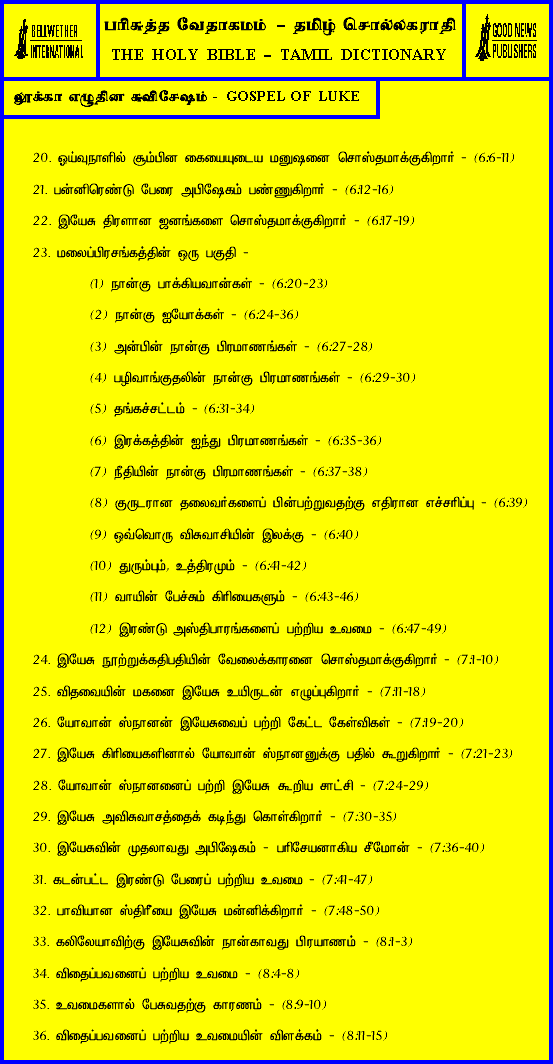 BELLWETHER
INTERNATIONAL
பரிசுத்த வேதாகமம் – தமிழ் சொல்லகராதி
THE HOLY BIBLE – TAMIL DICTIONARY
GOOD NEWS
PUBLISHERS
லூக்கா எழுதின சுவிசேஷம் - GOSPEL OF LUKE
20. ஓய்வுநாளில் சூம்பின கையையுடைய மனுஷனை சொஸ்தமாக்குகிறார் - (6:6-11)
21. பன்னிரெண்டு பேரை அபிஷேகம் பண்ணுகிறார் - (6:12-16)
22. இயேசு திரளான ஜனங்களை சொஸ்தமாக்குகிறார் - (6:17-19)
23. மலைப்பிரசங்கத்தின் ஒரு பகுதி -
(1) நான்கு பாக்கியவான்கள் - (6:20-23)
(2) நான்கு ஐயோக்கள் - (6:24-36)
(3) அன்பின் நான்கு பிரமாணங்கள் - (6:27-28)
(4) பழிவாங்குதலின் நான்கு பிரமாணங்கள் - (6:29-30)
(5) தங்கச்சட்டம் - (6:31-34)
(6) இரக்கத்தின் ஐந்து பிரமாணங்கள் - (6:35-36)
(7) நீதியின் நான்கு பிரமாணங்கள் - (6:37-38)
(8) குருடரான தலைவர்களைப் பின்பற்றுவதற்கு எதிரான எச்சரிப்பு - (6:39)
(9) ஒவ்வொரு விசுவாசியின் இலக்கு - (6:40)
(10) துரும்பும், உத்திரமும் - (6:41-42)
(11) வாயின் பேச்சும் கிரியைகளும் - (6:43-46)
(12) இரண்டு அஸ்திபாரங்களைப் பற்றிய உவமை - (6:47-49)
24. இயேசு நூற்றுக்கதிபதியின் வேலைக்காரனை சொஸ்தமாக்குகிறார் - (7:1-10)
25. விதவையின் மகனை இயேசு உயிருடன் எழுப்புகிறார் - (7:11-18)
26. யோவான் ஸ்நானன் இயேசுவைப் பற்றி கேட்ட கேள்விகள் - (7:19-20)
27. இயேசு கிரியைகளினால் யோவான் ஸ்நானனுக்கு பதில் கூறுகிறார் - (7:21-23)
28. யோவான் ஸ்நானனைப் பற்றி இயேசு கூறிய சாட்சி - (7:24-29)
29. இயேசு அவிசுவாசத்தைக் கடிந்து கொள்கிறார் - (7:30-35)
30. இயேசுவின் முதலாவது அபிஷேகம் - பரிசேயனாகிய சீமோன் - (7:36-40)
31. கடன்பட்ட இரண்டு பேரைப் பற்றிய உவமை - (7:41-47)
32. பாவியான ஸ்திரீயை இயேசு மன்னிக்கிறார் - (7:48-50)
33. கலிலேயாவிற்கு இயேசுவின் நான்காவது பிரயாணம் - (8:1-3)
34. விதைப்பவனைப் பற்றிய உவமை - (8:4-8)
35. உவமைகளால் பேசுவதற்கு காரணம் - (8:9-10)
36. விதைப்பவனைப் பற்றிய உவமையின் விளக்கம் - (8:11-15)